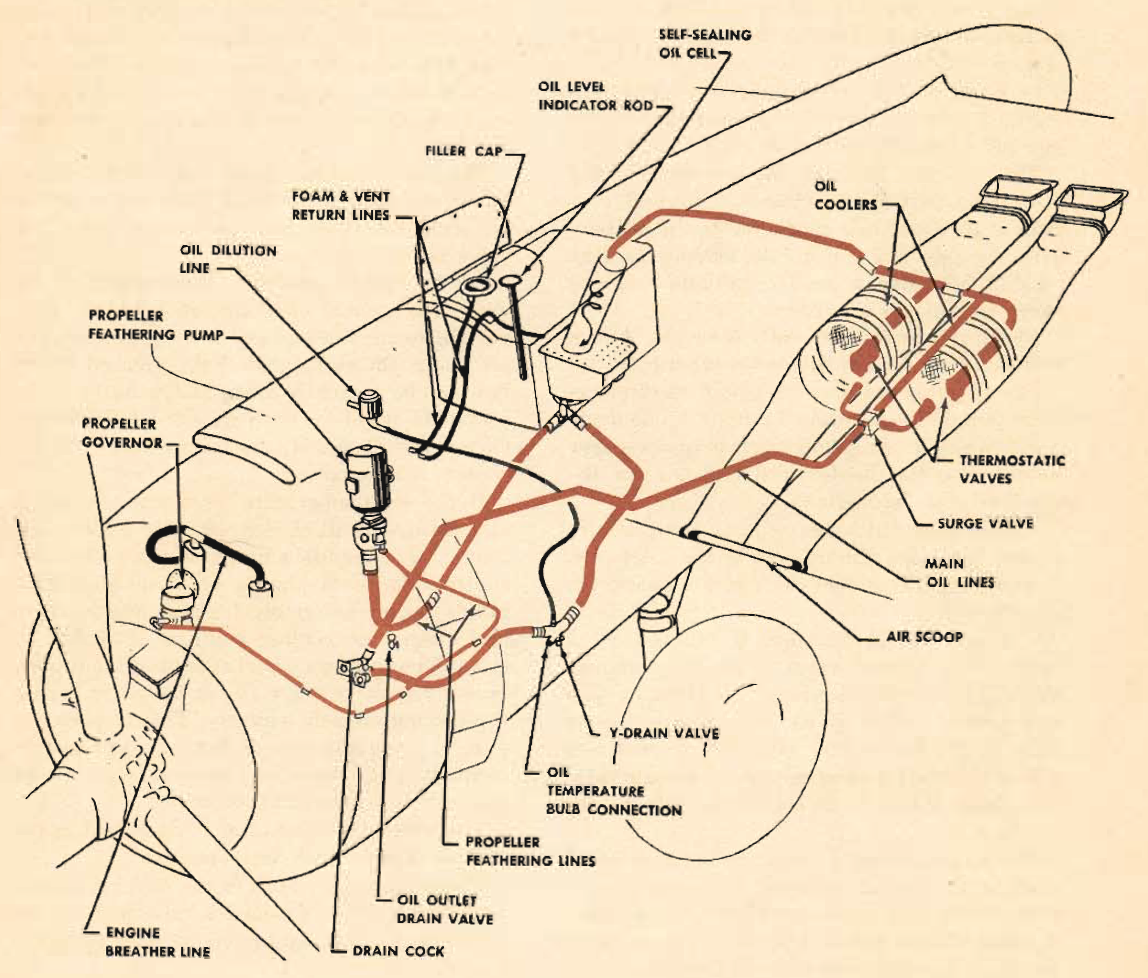 SELF-SEALING
OIL CELL
OIL LEVEL
INDICATOR ROD
FILLER CAP
FOAM & VENT
RETURN LINES
OIL DILUTION
LINE
PROPELLER
FEATHERING PUMP
PROPELLER
GOVERNOR
OIL
COOLERS
THERMOSTATIC
VALVES
SURGE VALVE
MAIN
OIL LINES
AIR SCOOP
Y-DRAIN VALVE
OIL
TEMPERATURE
BULB CONNECTION
PROPELLER
FEATHERING LINES
OIL OUTLET
DRAIN VALVE
DRAIN COCK
ENGINE
BREATHER LINE